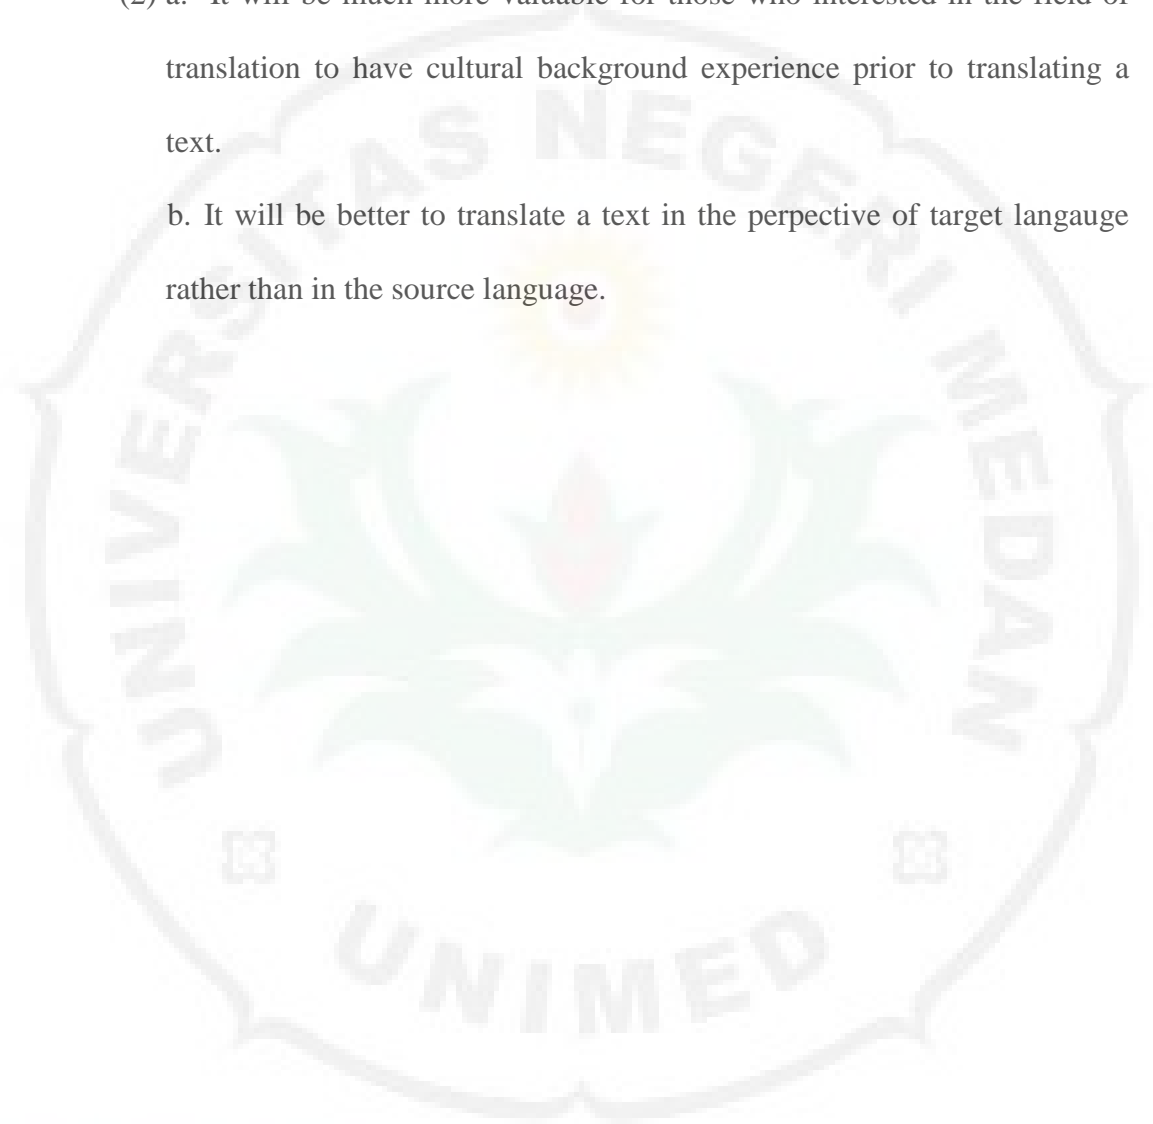 (2) a. It will be much more valuable for those who interested in the field of
translation to have cultural background experience prior to translating a
text.
b. It will be better to translate a text in the perpective of target langauge
rather than in the source language.
UNIVERSITAS NEGERI MEDAN
UNIMED